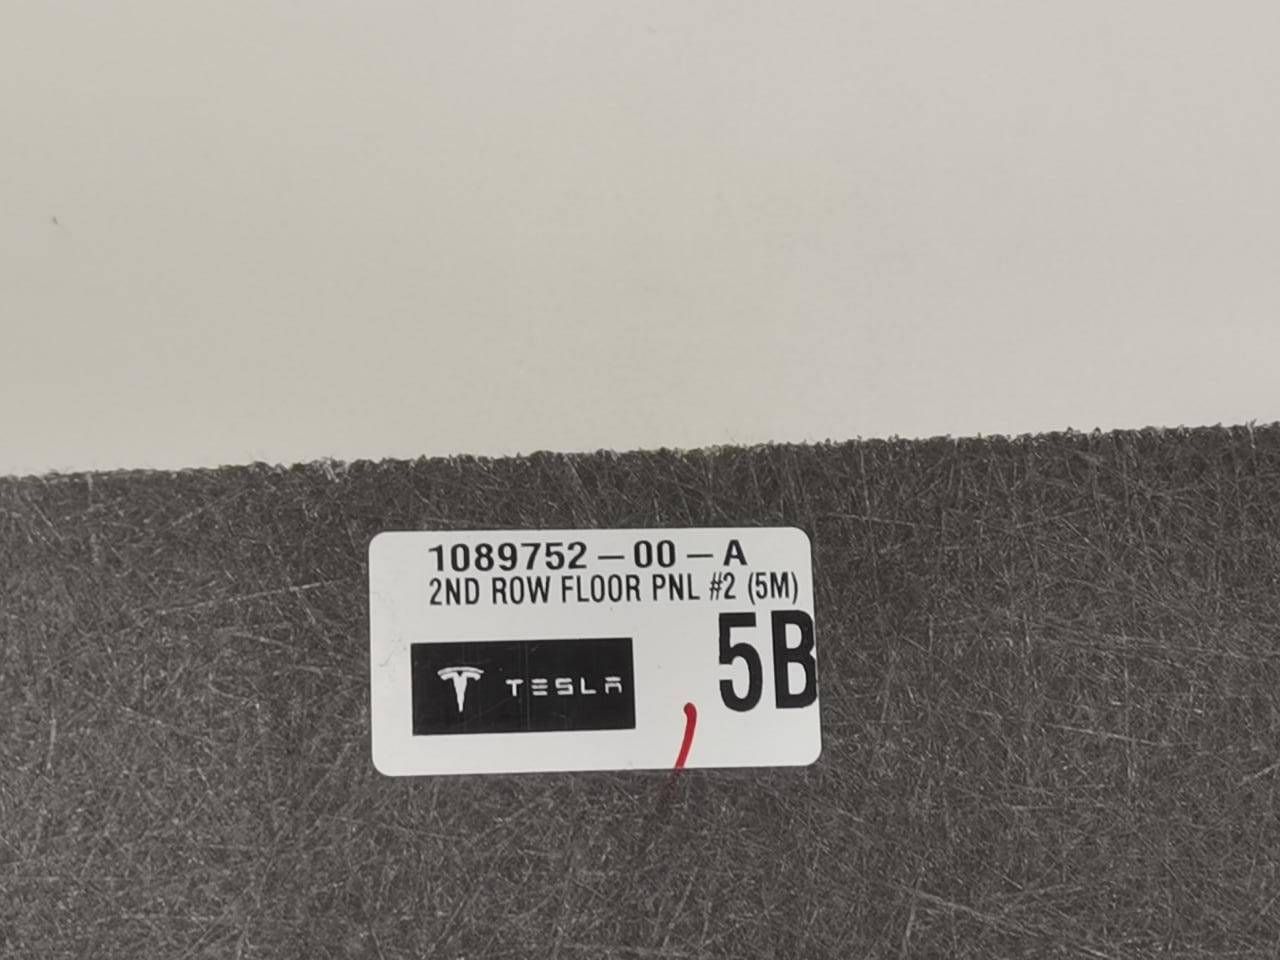 1089752-00-A
2ND ROW FLOOR PNL #2 (5M)
5B
TESLA